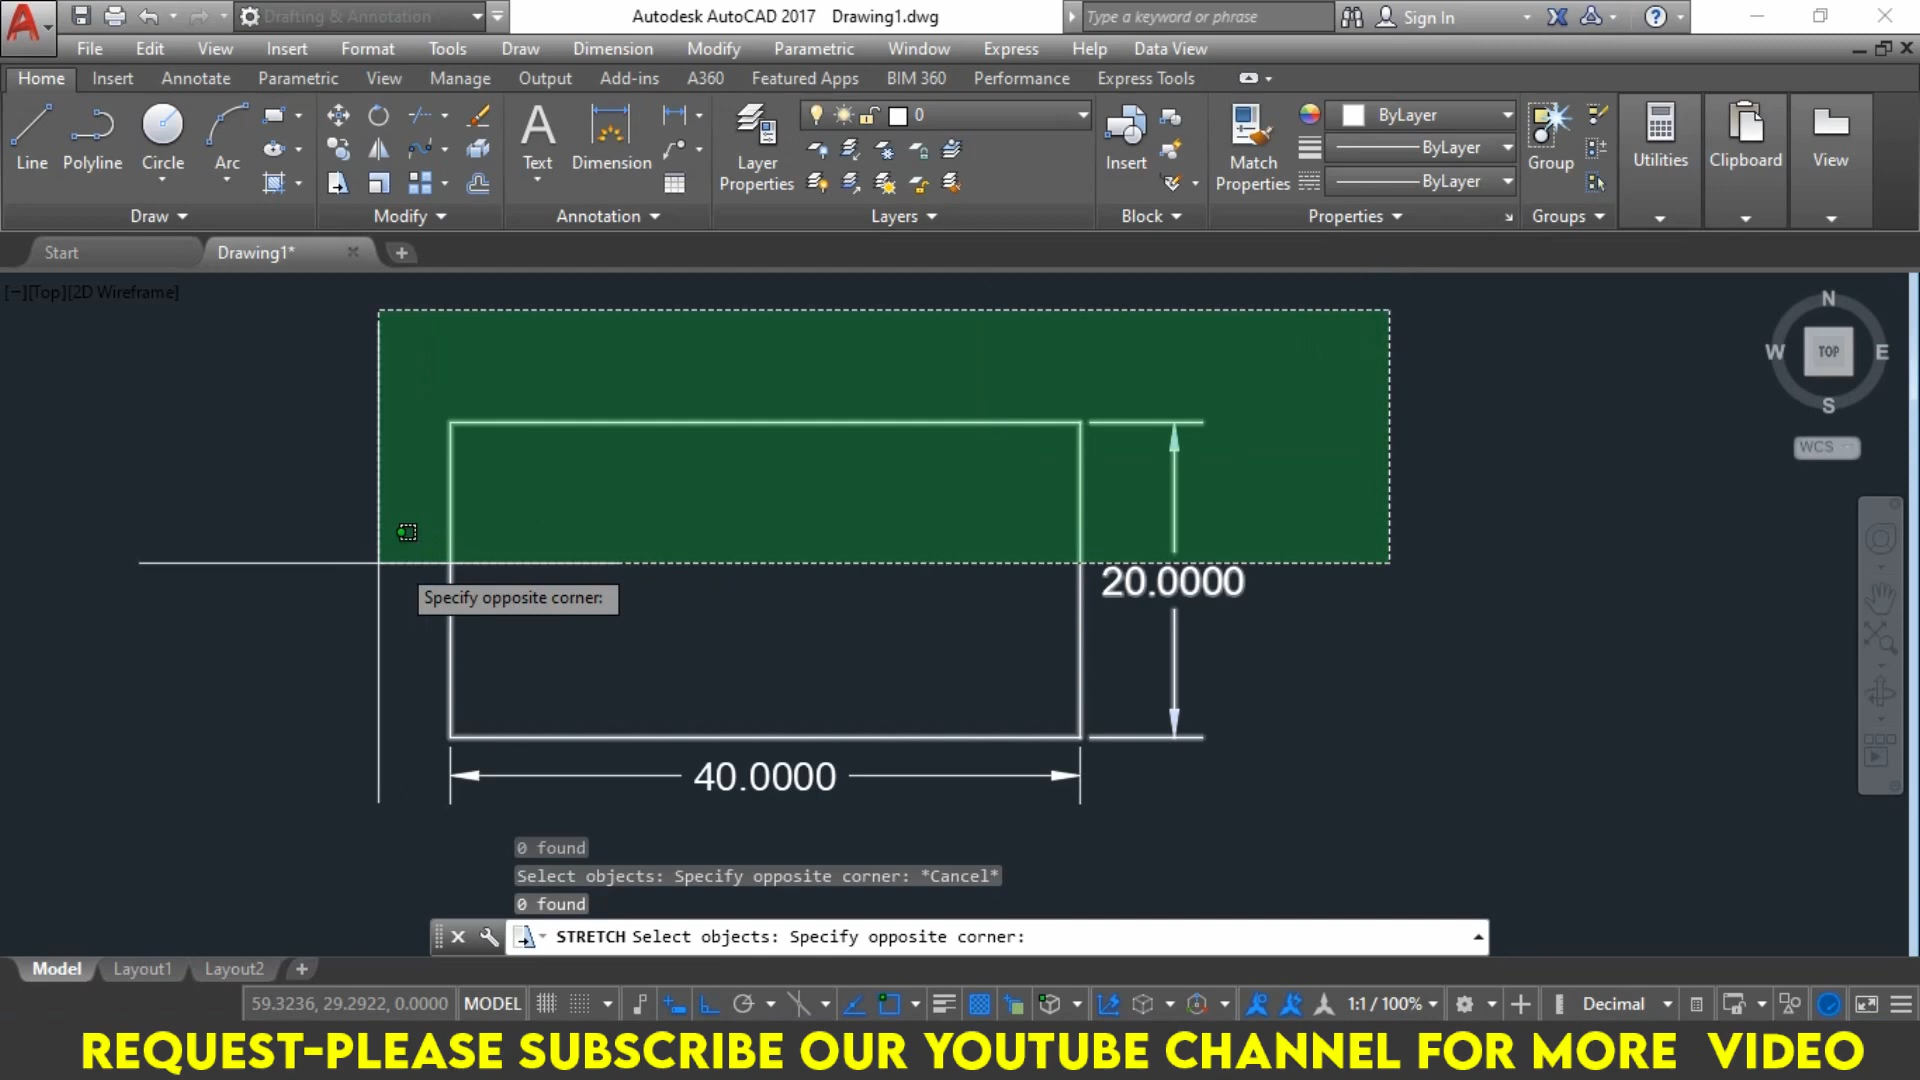 Drafting & Annotation
Autodesk AutoCAD 2017 Drawing1.dwg
Type a keyword or phrase
Sign In
File Edit View Insert Format Tools Draw Dimension Modify Parametric Window Express Help Data View
Home Insert Annotate Parametric View Manage Output Add-ins A360 Featured Apps BIM 360 Performance Express Tools
0
ByLayer
ByLayer
ByLayer
Line Polyline Circle Arc
Text Dimension
Layer Properties
Insert
Match Properties
Group
Utilities Clipboard View
Draw Modify Annotation Layers Block Properties Groups
Start Drawing1*
[−][Top][2D Wireframe]
N
W TOP E
S
WCS
20.0000
Specify opposite corner:
40.0000
0 found
Select objects: Specify opposite corner: *Cancel*
0 found
STRETCH Select objects: Specify opposite corner:
Model Layout1 Layout2
59.3236, 29.2922, 0.0000 MODEL 1:1 / 100% Decimal
REQUEST-PLEASE SUBSCRIBE OUR YOUTUBE CHANNEL FOR MORE VIDEO